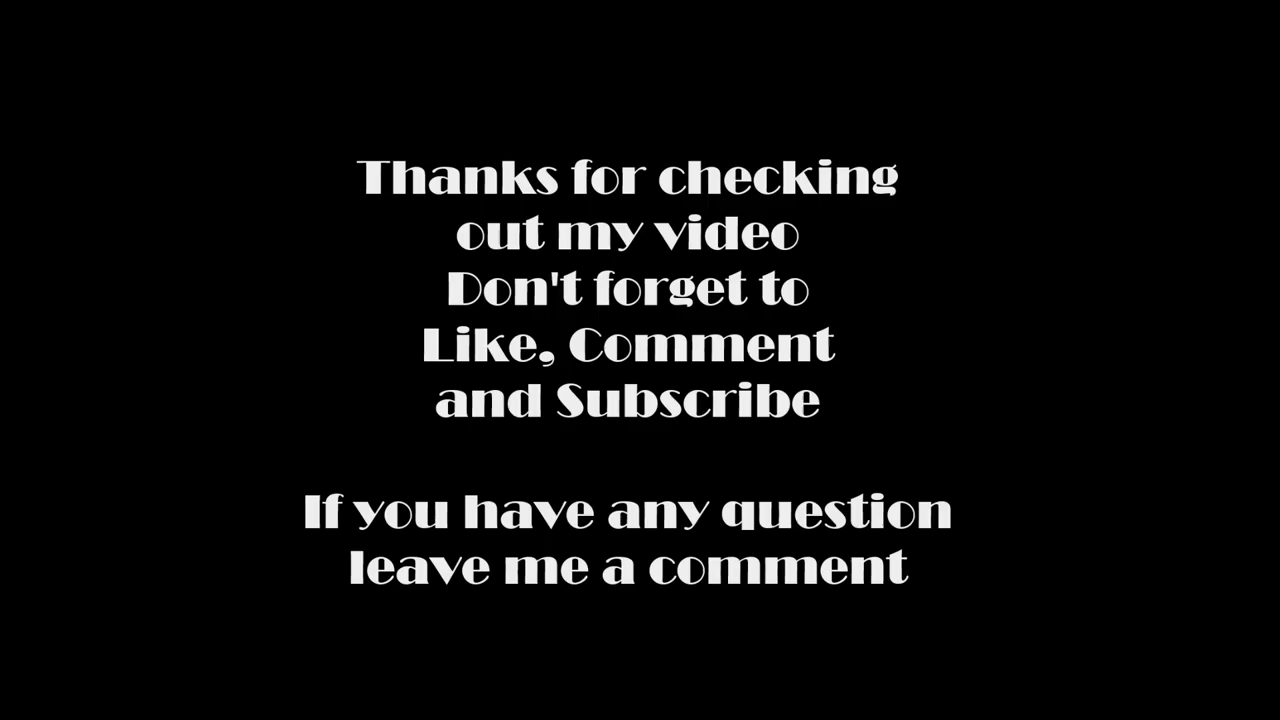 Thanks for checking
out my video
Don't forget to
Like, Comment
and Subscribe
If you have any question
leave me a comment